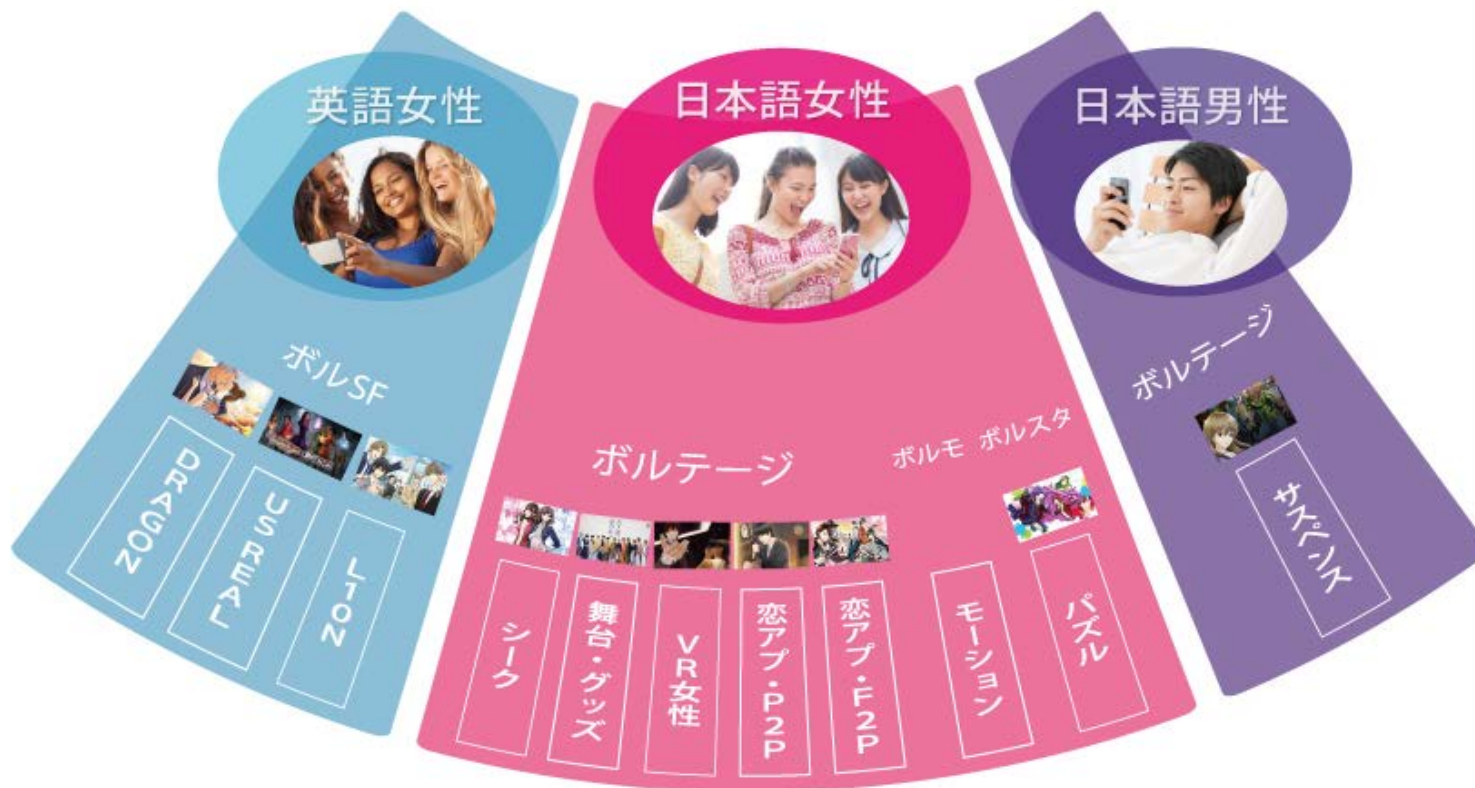 英語女性
ボルSF
DRAGON
US REAL
L10N
日本語女性
ボルテージ
ボルモ
ボルスタ
シーク
舞台・グッズ
VR女性
恋アプ・P2P
恋アプ・F2P
モーション
パズル
日本語男性
ボルテージ
サスペンス